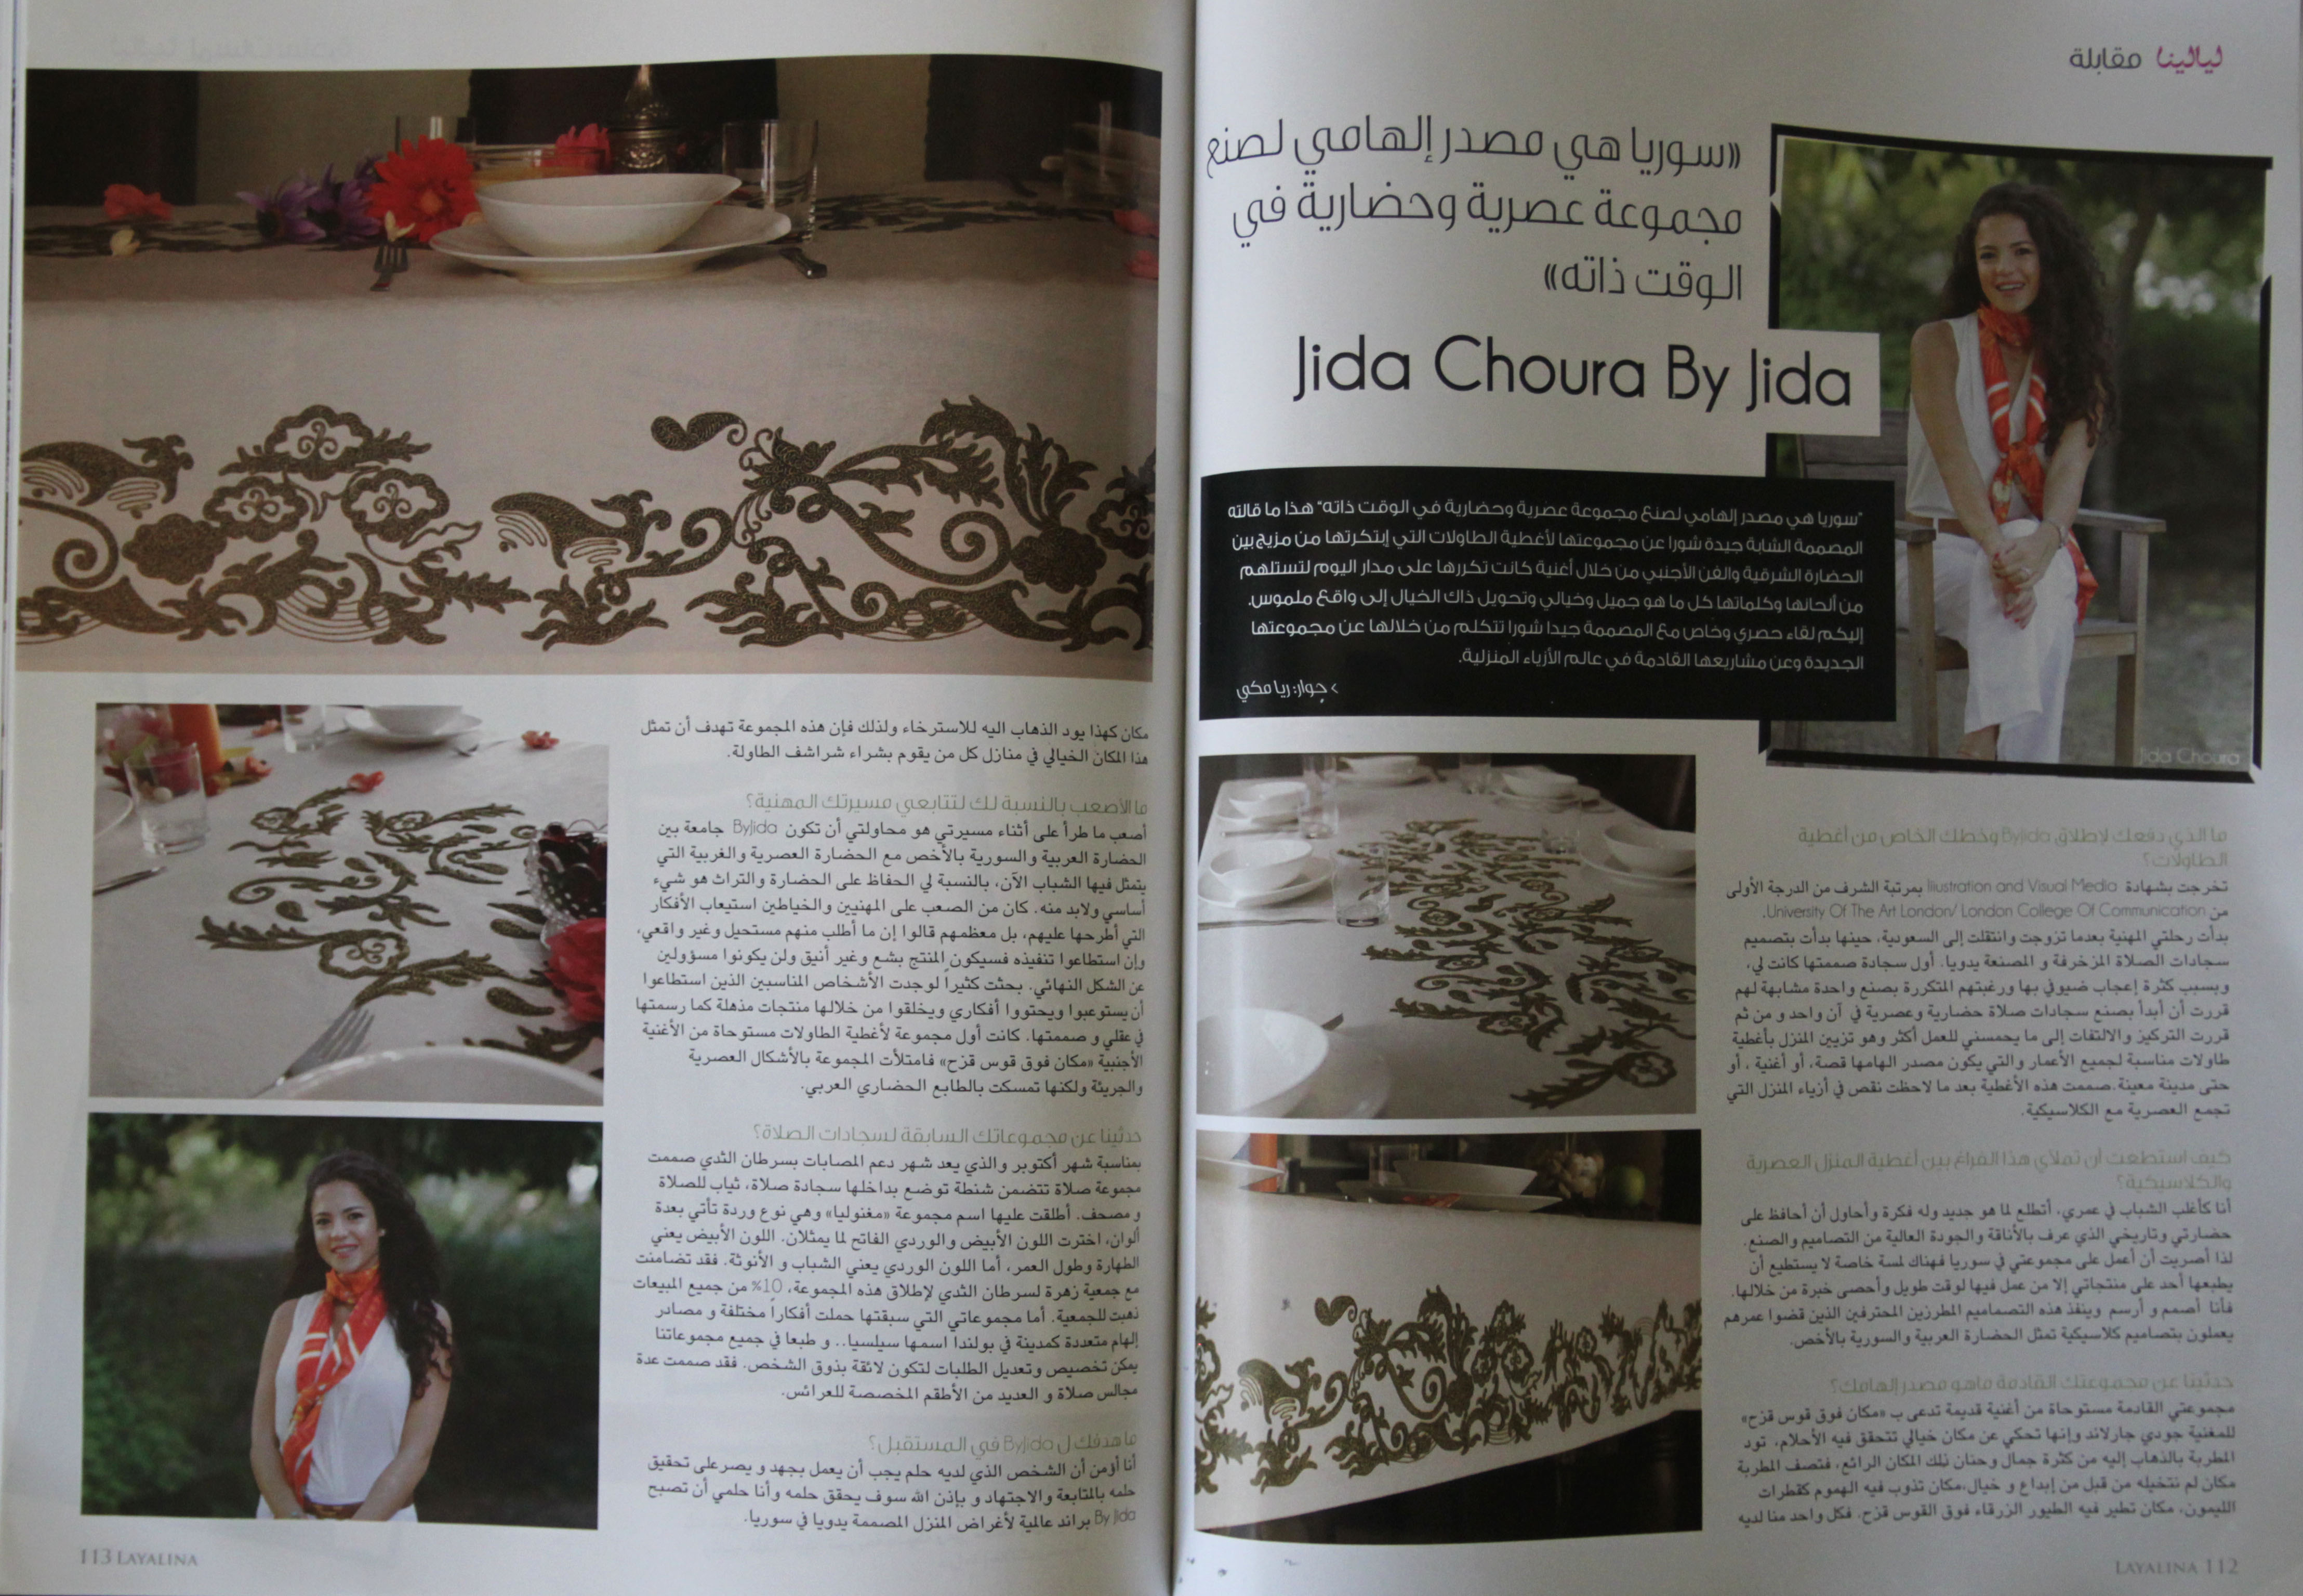 ليالينا مقابلة
«سوريا هي مصدر إلهامي لصنع
مجموعة عصرية وحضارية في
الوقت ذاته»
Jida Choura By Jida
"سوريا هي مصدر إلهامي لصنع مجموعة عصرية وحضارية في الوقت ذاته" هذا ما قالته
المصممة الشابة جيدة شورا عن مجموعتها لأغطية الطاولات التي إبتكرتها من مزيج بين
الحضارة الشرقية والفن الأجنبي من خلال أغنية كانت تكررها على مدار اليوم لتستلهم
من ألحانها وكلماتها كل ما هو جميل وخيالي وتحويل ذاك الخيال إلى واقع ملموس.
إليكم لقاء حصري وخاص مع المصممة جيدا شورا تتكلم من خلالها عن مجموعتها
الجديدة وعن مشاريعها القادمة في عالم الأزياء المنزلية.
> حوار: ريا مكي
Jida Choura
ما الذي دفعك لإطلاق ByJida وخطك الخاص من أغطية
الطاولات؟
تخرجت بشهادة Illustration and Visual Media بمرتبة الشرف من الدرجة الأولى
من University Of The Art London/ London College Of Communication.
بدأت رحلتي المهنية بعدما تزوجت وانتقلت إلى السعودية، حينها بدأت بتصميم
سجادات الصلاة المزخرفة و المصنعة يدويا. أول سجادة صممتها كانت لي،
وبسبب كثرة إعجاب ضيوفي بها ورغبتهم المتكررة بصنع واحدة مشابهة لهم
قررت أن أبدأ بصنع سجادات صلاة حضارية وعصرية في آن واحد و من ثم
قررت التركيز والالتفات إلى ما يحمسني للعمل أكثر وهو تزيين المنزل بأغطية
طاولات مناسبة لجميع الأعمار والتي يكون مصدر الهامها قصة، أو أغنية ، أو
حتى مدينة معينة.صممت هذه الأغطية بعد ما لاحظت نقص في أزياء المنزل التي
تجمع العصرية مع الكلاسيكية.
كيف استطعت أن تملأي هذا الفراغ بين أغطية المنزل العصرية
والكلاسيكية؟
أنا كأغلب الشباب في عمري، أتطلع لما هو جديد وله فكرة وأحاول أن أحافظ على
حضارتي وتاريخي الذي عرف بالأناقة والجودة العالية من التصاميم والصنع.
لذا أصريت أن أعمل على مجموعتي في سوريا فهناك لمسة خاصة لا يستطيع أن
يطبعها أحد على منتجاتي إلا من عمل فيها لوقت طويل وأحصى خبرة من خلالها.
فأنا أصمم و أرسم وينفذ هذه التصماميم المطرزين المحترفين الذين قضوا عمرهم
يعملون بتصاميم كلاسيكية تمثل الحضارة العربية والسورية بالأخص.
حدثينا عن مجموعتك القادمة ماهو مصدر إلهامك؟
مجموعتي القادمة مستوحاة من أغنية قديمة تدعى ب «مكان فوق قوس قزح»
للمغنية جودي جارلاند وإنها تحكي عن مكان خيالي تتحقق فيه الأحلام، تود
المطربة بالذهاب إليه من كثرة جمال وحنان ذلك المكان الرائع، فتصف المطربة
مكان لم نتخيله من قبل من إبداع و خيال.مكان تذوب فيه الهموم كقطرات
الليمون، مكان تطير فيه الطيور الزرقاء فوق القوس قزح. فكل واحد منا لديه
LAYALINA 112
مكان كهذا يود الذهاب اليه للاسترخاء ولذلك فإن هذه المجموعة تهدف أن تمثل
هذا المكان الخيالي في منازل كل من يقوم بشراء شراشف الطاولة.
ما الأصعب بالنسبة لك لتتابعي مسيرتك المهنية؟
أصعب ما طرأ على أثناء مسيرتي هو محاولتي أن تكون ByJida جامعة بين
الحضارة العربية والسورية بالأخص مع الحضارة العصرية والغربية التي
يتمثل فيها الشباب الآن، بالنسبة لي الحفاظ على الحضارة والتراث هو شيء
أساسي ولابد منه. كان من الصعب على المهنيين والخياطين استيعاب الأفكار
التي أطرحها عليهم، بل معظمهم قالوا إن ما أطلب منهم مستحيل وغير واقعي،
وإن استطاعوا تنفيذه فسيكون المنتج بشع وغير أنيق ولن يكونوا مسؤولين
عن الشكل النهائي. بحثت كثيراً لوجدت الأشخاص المناسبين الذين استطاعوا
أن يستوعبوا ويحتووا أفكاري ويخلقوا من خلالها منتجات مذهلة كما رسمتها
في عقلي و صممتها. كانت أول مجموعة لأغطية الطاولات مستوحاة من الأغنية
الأجنبية «مكان فوق قوس قزح» فامتلأت المجموعة بالأشكال العصرية
والجريئة ولكنها تمسكت بالطابع الحضاري العربي.
حدثينا عن مجموعاتك السابقة لسجادات الصلاة؟
بمناسبة شهر أكتوبر والذي يعد شهر دعم المصابات بسرطان الثدي صممت
مجموعة صلاة تتضمن شنطة توضع بداخلها سجادة صلاة، ثياب للصلاة
و مصحف. أطلقت عليها اسم مجموعة «مغنوليا» وهي نوع وردة تأتي بعدة
ألوان، اخترت اللون الأبيض والوردي الفاتح لما يمثلان. اللون الأبيض يعني
الطهارة وطول العمر، أما اللون الوردي يعني الشباب و الأنوثة. فقد تضامنت
مع جمعية زهرة لسرطان الثدي لإطلاق هذه المجموعة، 10% من جميع المبيعات
ذهبت للجمعية. أما مجموعاتي التي سبقتها حملت أفكاراً مختلفة و مصادر
إلهام متعددة كمدينة في بولندا اسمها سيلسيا.. و طبعا في جميع مجموعاتنا
يمكن تخصيص وتعديل الطلبات لتكون لائقة بذوق الشخص. فقد صممت عدة
مجالس صلاة و العديد من الأطقم المخصصة للعرائس.
ما هدفك ل ByJida في المستقبل؟
أنا أؤمن أن الشخص الذي لديه حلم يجب أن يعمل بجهد و يصر على تحقيق
حلمه بالمتابعة والاجتهاد و بإذن الله سوف يحقق حلمه وأنا حلمي أن تصبح
By Jida براند عالمية لأغراض المنزل المصممة يدويا في سوريا.
113 LAYALINA